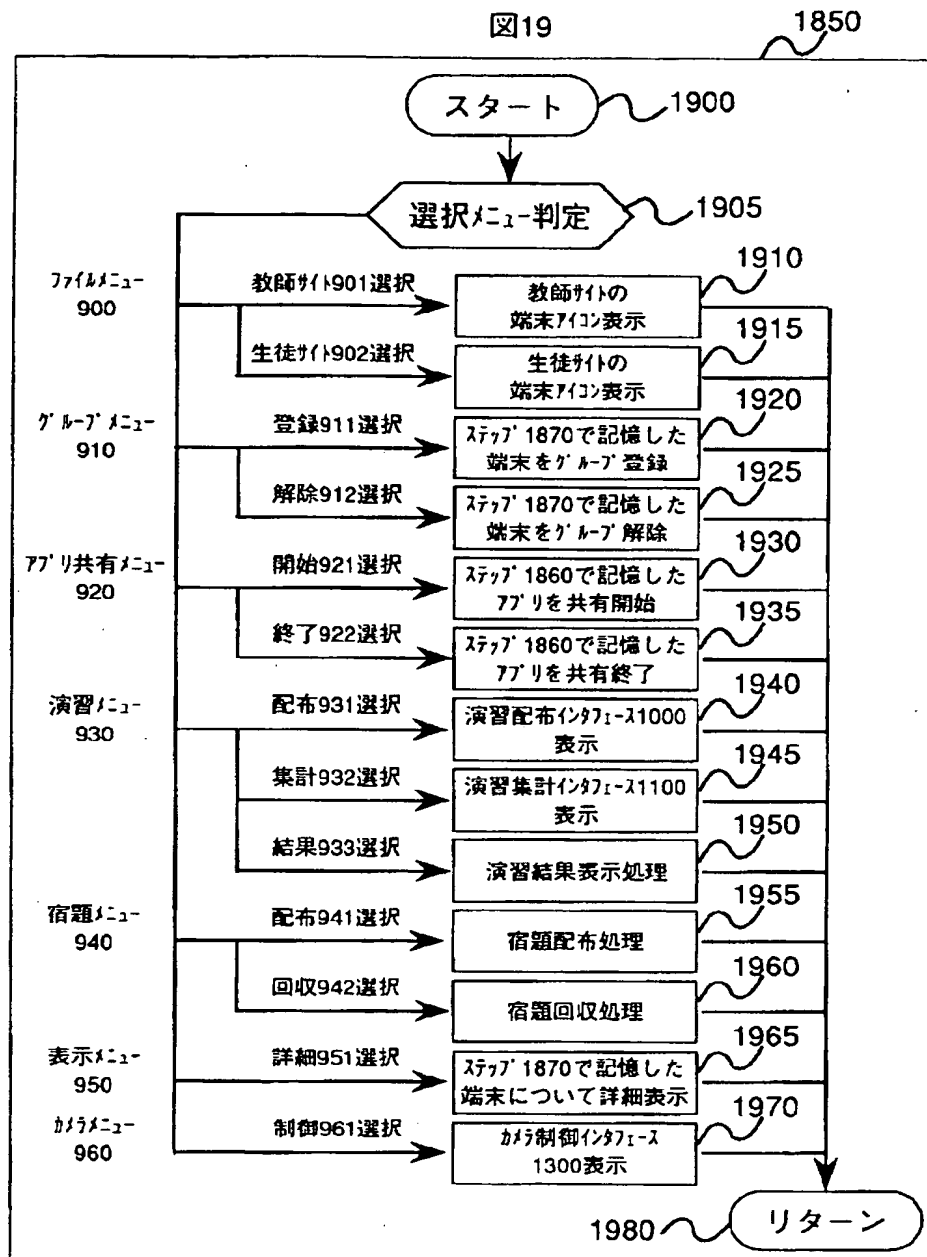 図19
1850
スタート
1900
選択ﾒﾆｭｰ判定
1905
ﾌｧｲﾙﾒﾆｭｰ
900
教師ｻｲﾄ901選択
教師ｻｲﾄの
端末ｱｲｺﾝ表示
1910
生徒ｻｲﾄ902選択
生徒ｻｲﾄの
端末ｱｲｺﾝ表示
1915
ｸﾞﾙｰﾌﾟﾒﾆｭｰ
910
登録911選択
ｽﾃｯﾌﾟ1870で記憶した
端末をｸﾞﾙｰﾌﾟ登録
1920
解除912選択
ｽﾃｯﾌﾟ1870で記憶した
端末をｸﾞﾙｰﾌﾟ解除
1925
ｱﾌﾟﾘ共有ﾒﾆｭｰ
920
開始921選択
ｽﾃｯﾌﾟ1860で記憶した
ｱﾌﾟﾘを共有開始
1930
終了922選択
ｽﾃｯﾌﾟ1860で記憶した
ｱﾌﾟﾘを共有終了
1935
演習ﾒﾆｭｰ
930
配布931選択
演習配布ｲﾝﾀﾌｪｰｽ1000
表示
1940
集計932選択
演習集計ｲﾝﾀﾌｪｰｽ1100
表示
1945
結果933選択
演習結果表示処理
1950
宿題ﾒﾆｭｰ
940
配布941選択
宿題配布処理
1955
回収942選択
宿題回収処理
1960
表示ﾒﾆｭｰ
950
詳細951選択
ｽﾃｯﾌﾟ1870で記憶した
端末について詳細表示
1965
ｶﾒﾗﾒﾆｭｰ
960
制御961選択
ｶﾒﾗ制御ｲﾝﾀﾌｪｰｽ
1300表示
1970
1980
リターン